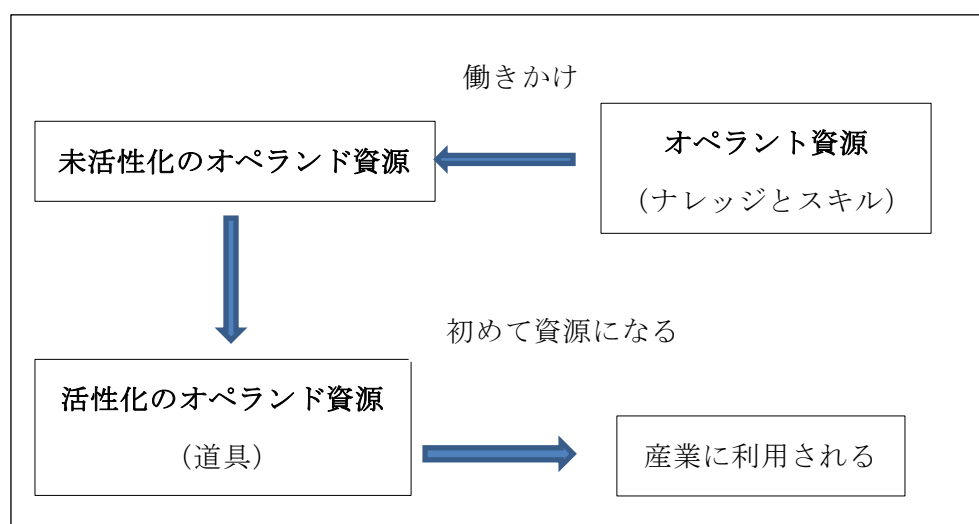 働きかけ
未活性化のオペランド資源
オペラント資源
（ナレッジとスキル）
初めて資源になる
活性化のオペランド資源
（道具）
産業に利用される